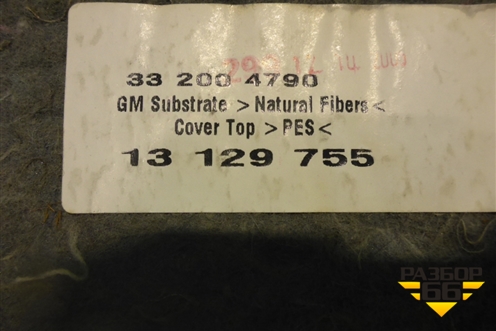 33 200 4790
GM Substrate > Natural Fibers <
Cover Top > PES <
13 129 755
РАЗБОР
66